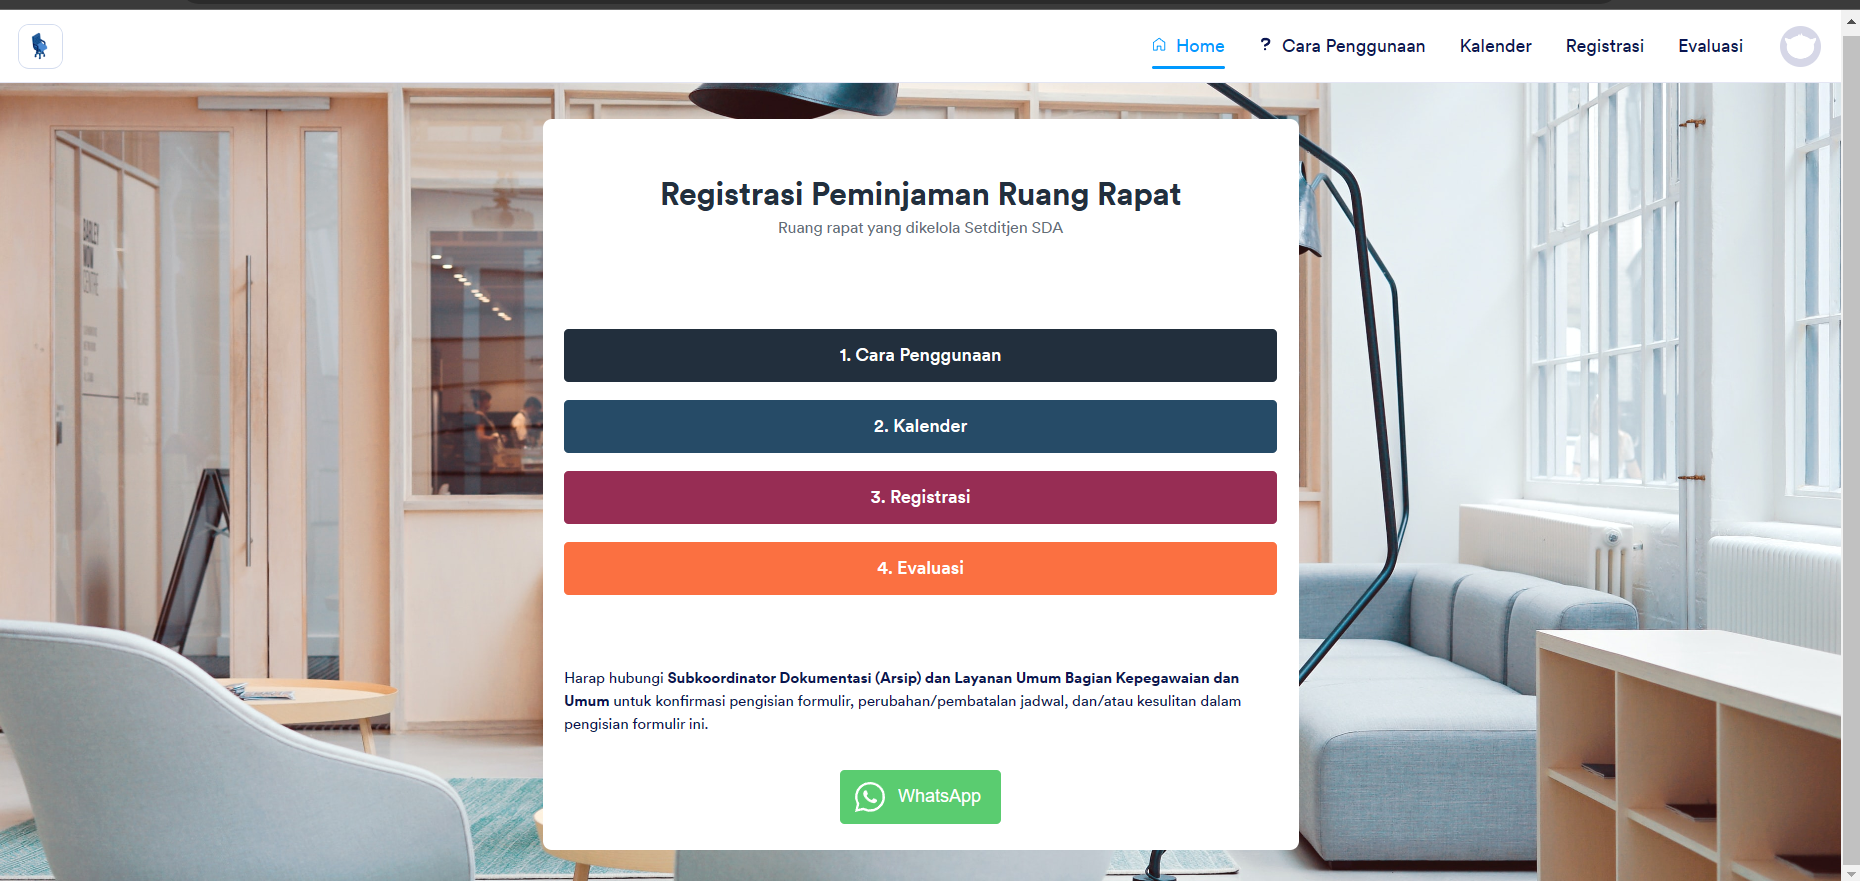 Home
? Cara Penggunaan
Kalender
Registrasi
Evaluasi
Registrasi Peminjaman Ruang Rapat
Ruang rapat yang dikelola Setditjen SDA
1. Cara Penggunaan
2. Kalender
3. Registrasi
4. Evaluasi
Harap hubungi Subkoordinator Dokumentasi (Arsip) dan Layanan Umum Bagian Kepegawaian dan
Umum untuk konfirmasi pengisian formulir, perubahan/pembatalan jadwal, dan/atau kesulitan dalam
pengisian formulir ini.
WhatsApp